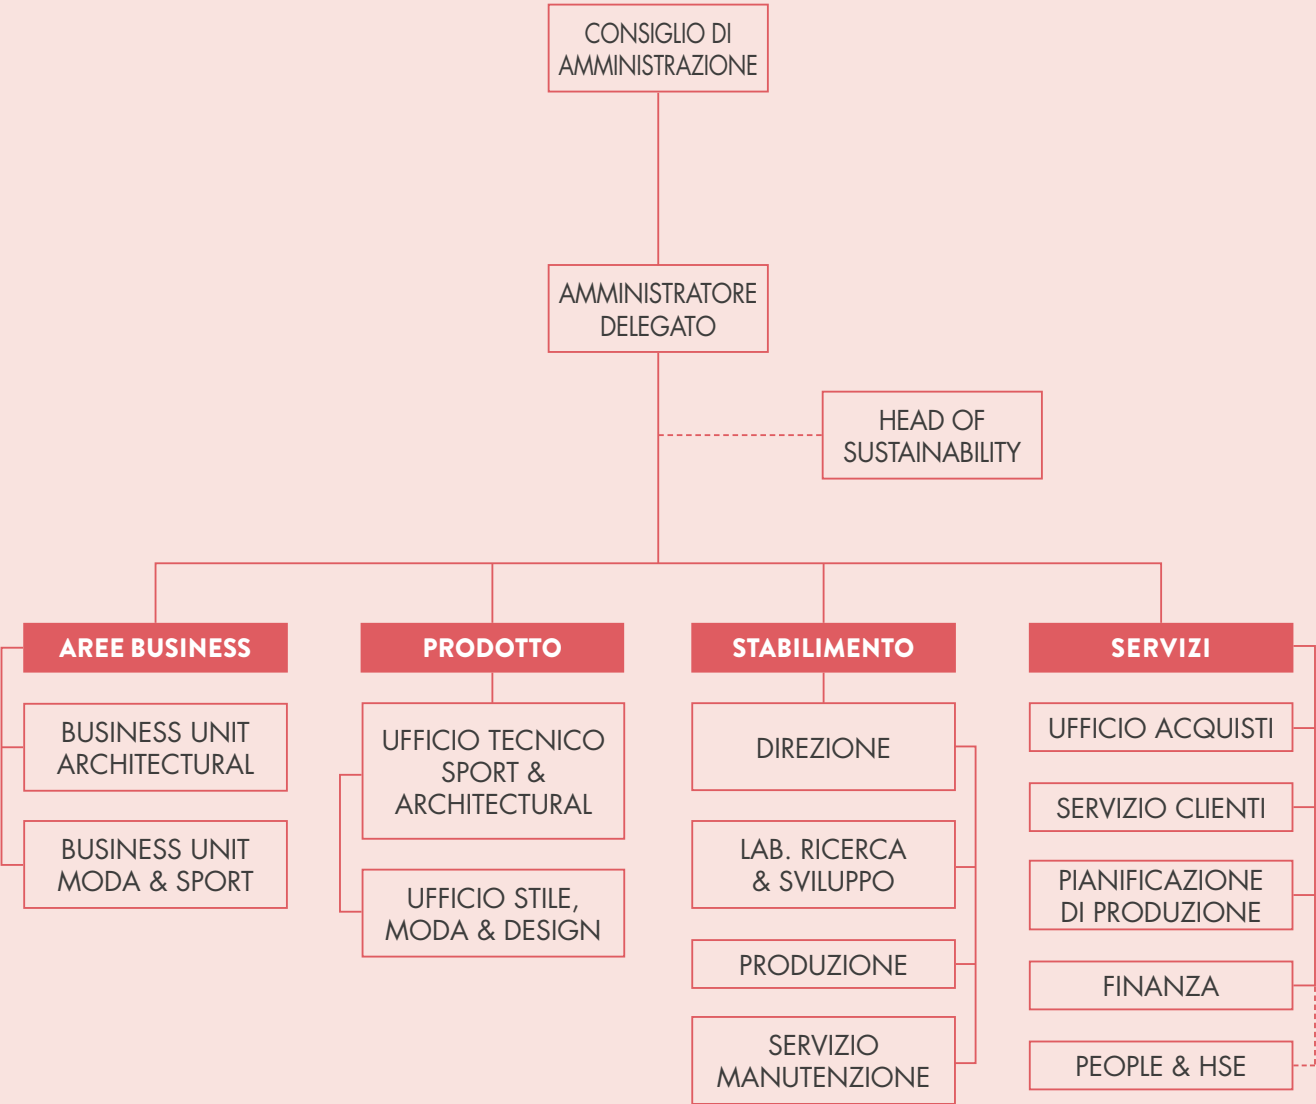 CONSIGLIO DI
AMMINISTRAZIONE
AMMINISTRATORE
DELEGATO
HEAD OF
SUSTAINABILITY
AREE BUSINESS
BUSINESS UNIT
ARCHITECTURAL
BUSINESS UNIT
MODA & SPORT
PRODOTTO
UFFICIO TECNICO
SPORT &
ARCHITECTURAL
UFFICIO STILE,
MODA & DESIGN
STABILIMENTO
DIREZIONE
LAB. RICERCA
& SVILUPPO
PRODUZIONE
SERVIZIO
MANUTENZIONE
SERVIZI
UFFICIO ACQUISTI
SERVIZIO CLIENTI
PIANIFICAZIONE
DI PRODUZIONE
FINANZA
PEOPLE & HSE